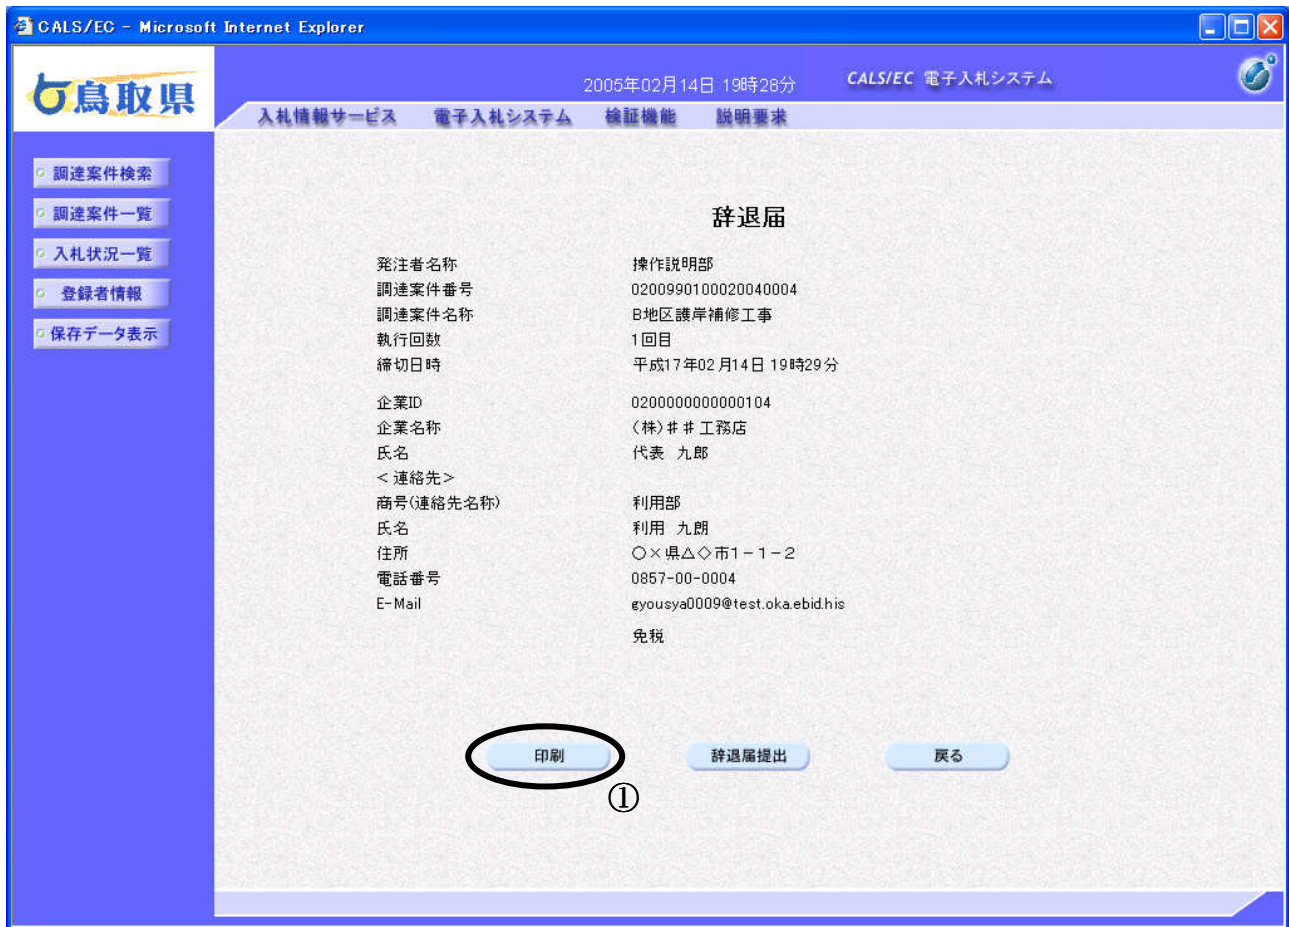 CALS/EC - Microsoft Internet Explorer
鳥取県
2005年02月14日 19時28分
CALS/EC 電子入札システム
入札情報サービス 電子入札システム 検証機能 説明要求
調達案件検索
調達案件一覧
入札状況一覧
登録者情報
保存データ表示
辞退届
発注者名称 操作説明部
調達案件番号 0200990100020040004
調達案件名称 B地区護岸補修工事
執行回数 1回目
締切日時 平成17年02月14日 19時29分
企業ID 0200000000000104
企業名称 (株)##工務店
氏名 代表 九郎
<連絡先>
商号(連絡先名称) 利用部
氏名 利用 九朗
住所 ○×県△◇市1-1-2
電話番号 0857-00-0004
E-Mail gyousya0009@test.oka.ebid.his
免税
印刷 辞退届提出 戻る
①